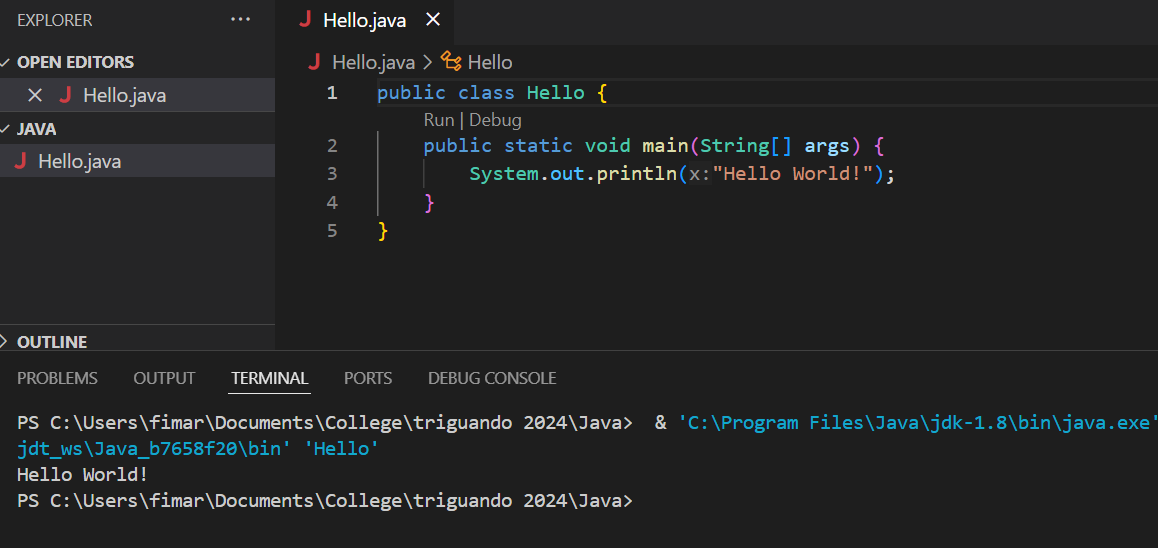 EXPLORER ...
OPEN EDITORS
Hello.java
JAVA
Hello.java
OUTLINE
Hello.java
Hello.java > Hello
1 public class Hello {
Run | Debug
2 public static void main(String[] args) {
3 System.out.println(x:"Hello World!");
4 }
5 }
PROBLEMS OUTPUT TERMINAL PORTS DEBUG CONSOLE
PS C:\Users\fimar\Documents\College\triguando 2024\Java>  & 'C:\Program Files\Java\jdk-1.8\bin\java.exe'
jdt_ws\Java_b7658f20\bin' 'Hello'
Hello World!
PS C:\Users\fimar\Documents\College\triguando 2024\Java>